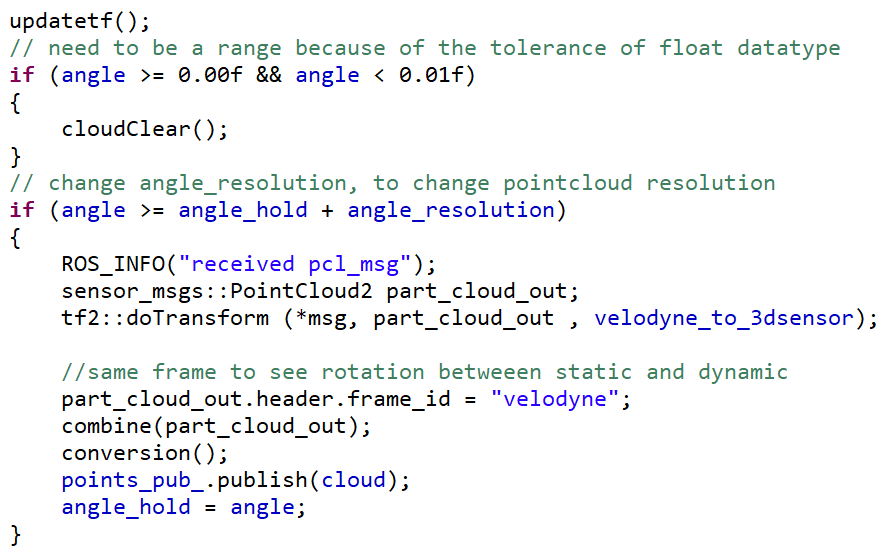 updatetf();
// need to be a range because of the tolerance of float datatype
if (angle >= 0.00f && angle < 0.01f)
{
    cloudClear();
}
// change angle_resolution, to change pointcloud resolution
if (angle >= angle_hold + angle_resolution)
{
    ROS_INFO("received pcl_msg");
    sensor_msgs::PointCloud2 part_cloud_out;
    tf2::doTransform (*msg, part_cloud_out , velodyne_to_3dsensor);

    //same frame to see rotation betweeen static and dynamic
    part_cloud_out.header.frame_id = "velodyne";
    combine(part_cloud_out);
    conversion();
    points_pub_.publish(cloud);
    angle_hold = angle;
}